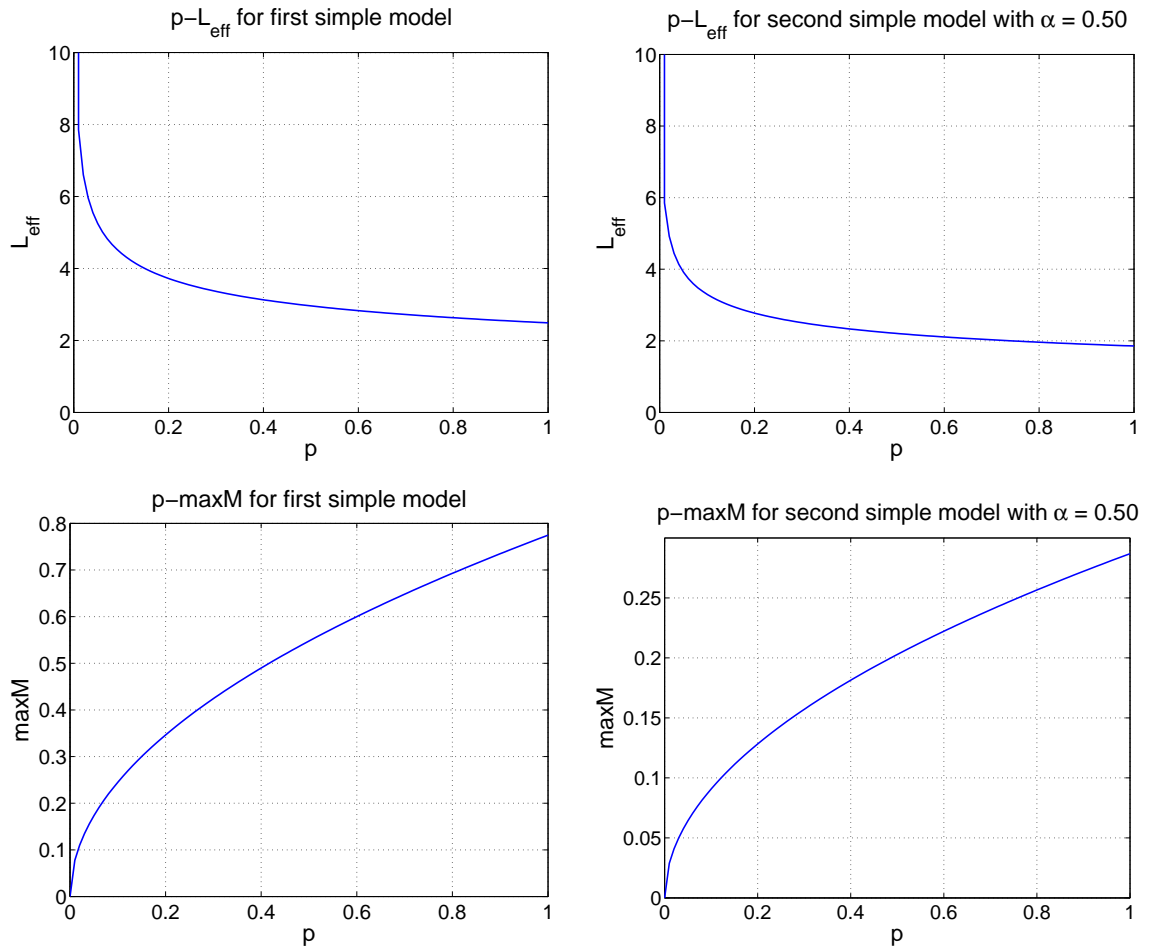 p−L_eff for first simple model
10
8
6
4
2
0
L_eff
0 0.2 0.4 0.6 0.8 1
p
p−L_eff for second simple model with α = 0.50
10
8
6
4
2
0
L_eff
0 0.2 0.4 0.6 0.8 1
p
p−maxM for first simple model
0.8
0.7
0.6
0.5
0.4
0.3
0.2
0.1
0
maxM
0 0.2 0.4 0.6 0.8 1
p
p−maxM for second simple model with α = 0.50
0.25
0.2
0.15
0.1
0.05
0
maxM
0 0.2 0.4 0.6 0.8 1
p